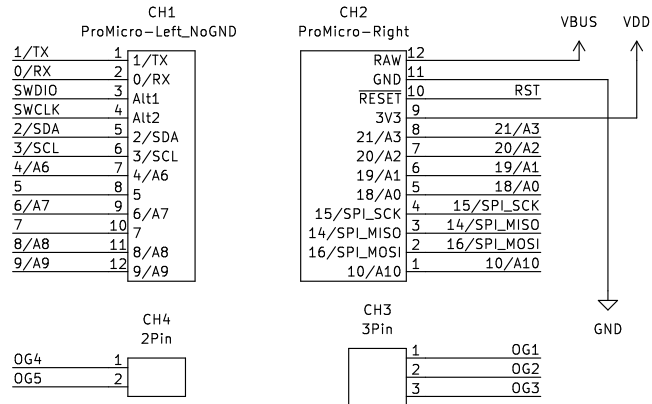 CH1
ProMicro-Left_NoGND
1/TX 1 1/TX
0/RX 2 0/RX
SWDIO 3 Alt1
SWCLK 4 Alt2
2/SDA 5 2/SDA
3/SCL 6 3/SCL
4/A6 7 4/A6
5 8 5
6/A7 9 6/A7
7 10 7
8/A8 11 8/A8
9/A9 12 9/A9
CH2
ProMicro-Right
VBUS VDD
RAW 12
GND 11
RESET 10 RST
3V3 9
21/A3 8 21/A3
20/A2 7 20/A2
19/A1 6 19/A1
18/A0 5 18/A0
15/SPI_SCK 4 15/SPI_SCK
14/SPI_MISO 3 14/SPI_MISO
16/SPI_MOSI 2 16/SPI_MOSI
10/A10 1 10/A10
GND
CH4
2Pin
OG4 1
OG5 2
CH3
3Pin
1 OG1
2 OG2
3 OG3